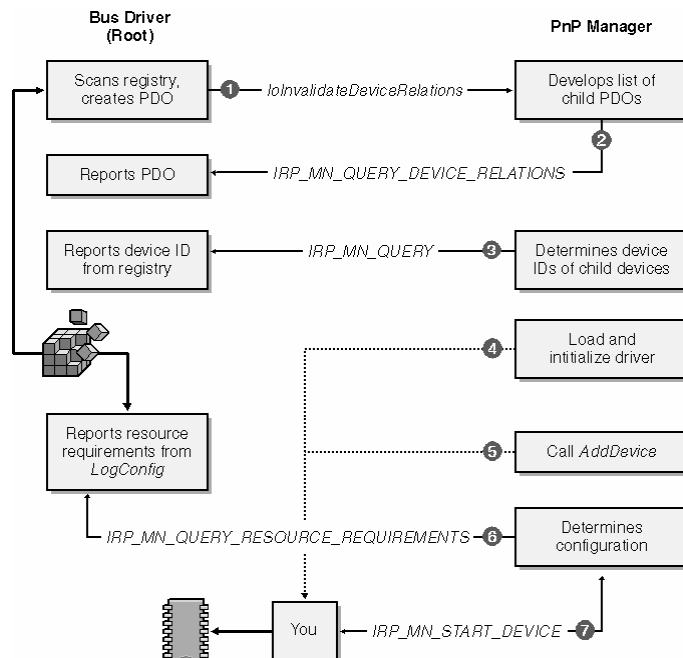 Bus Driver
(Root)
PnP Manager
Scans registry,
creates PDO
1
IoInvalidateDeviceRelations
Develops list of
child PDOs
2
Reports PDO
IRP_MN_QUERY_DEVICE_RELATIONS
Reports device ID
from registry
IRP_MN_QUERY
3
Determines device
IDs of child devices
4
Load and
intitialize driver
Reports resource
requirements from
LogConfig
5
Call AddDevice
IRP_MN_QUERY_RESOURCE_REQUIREMENTS
6
Determines
configuration
You
IRP_MN_START_DEVICE
7